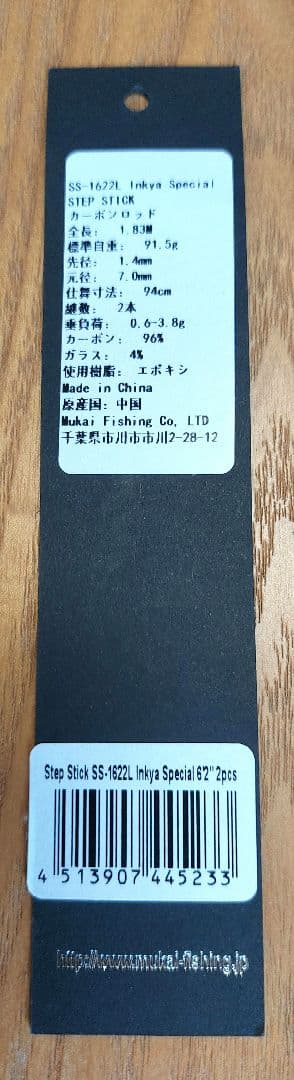 SS-1622L Inkya Special
STEP STICK
カーボンロッド
全長： 1.83M
標準自重： 91.5g
先径： 1.4mm
元径： 7.0mm
仕舞寸法： 94cm
継数： 2本
垂負荷： 0.6-3.8g
カーボン： 96%
ガラス： 4%
使用樹脂： エポキシ
Made in China
原産国：中国
Mukai Fishing Co, LTD
千葉県市川市市川2-28-12
Step Stick SS-1622L Inkya Special 6'2" 2pcs
4 513907 445233
http://www.mukai-fishing.jp